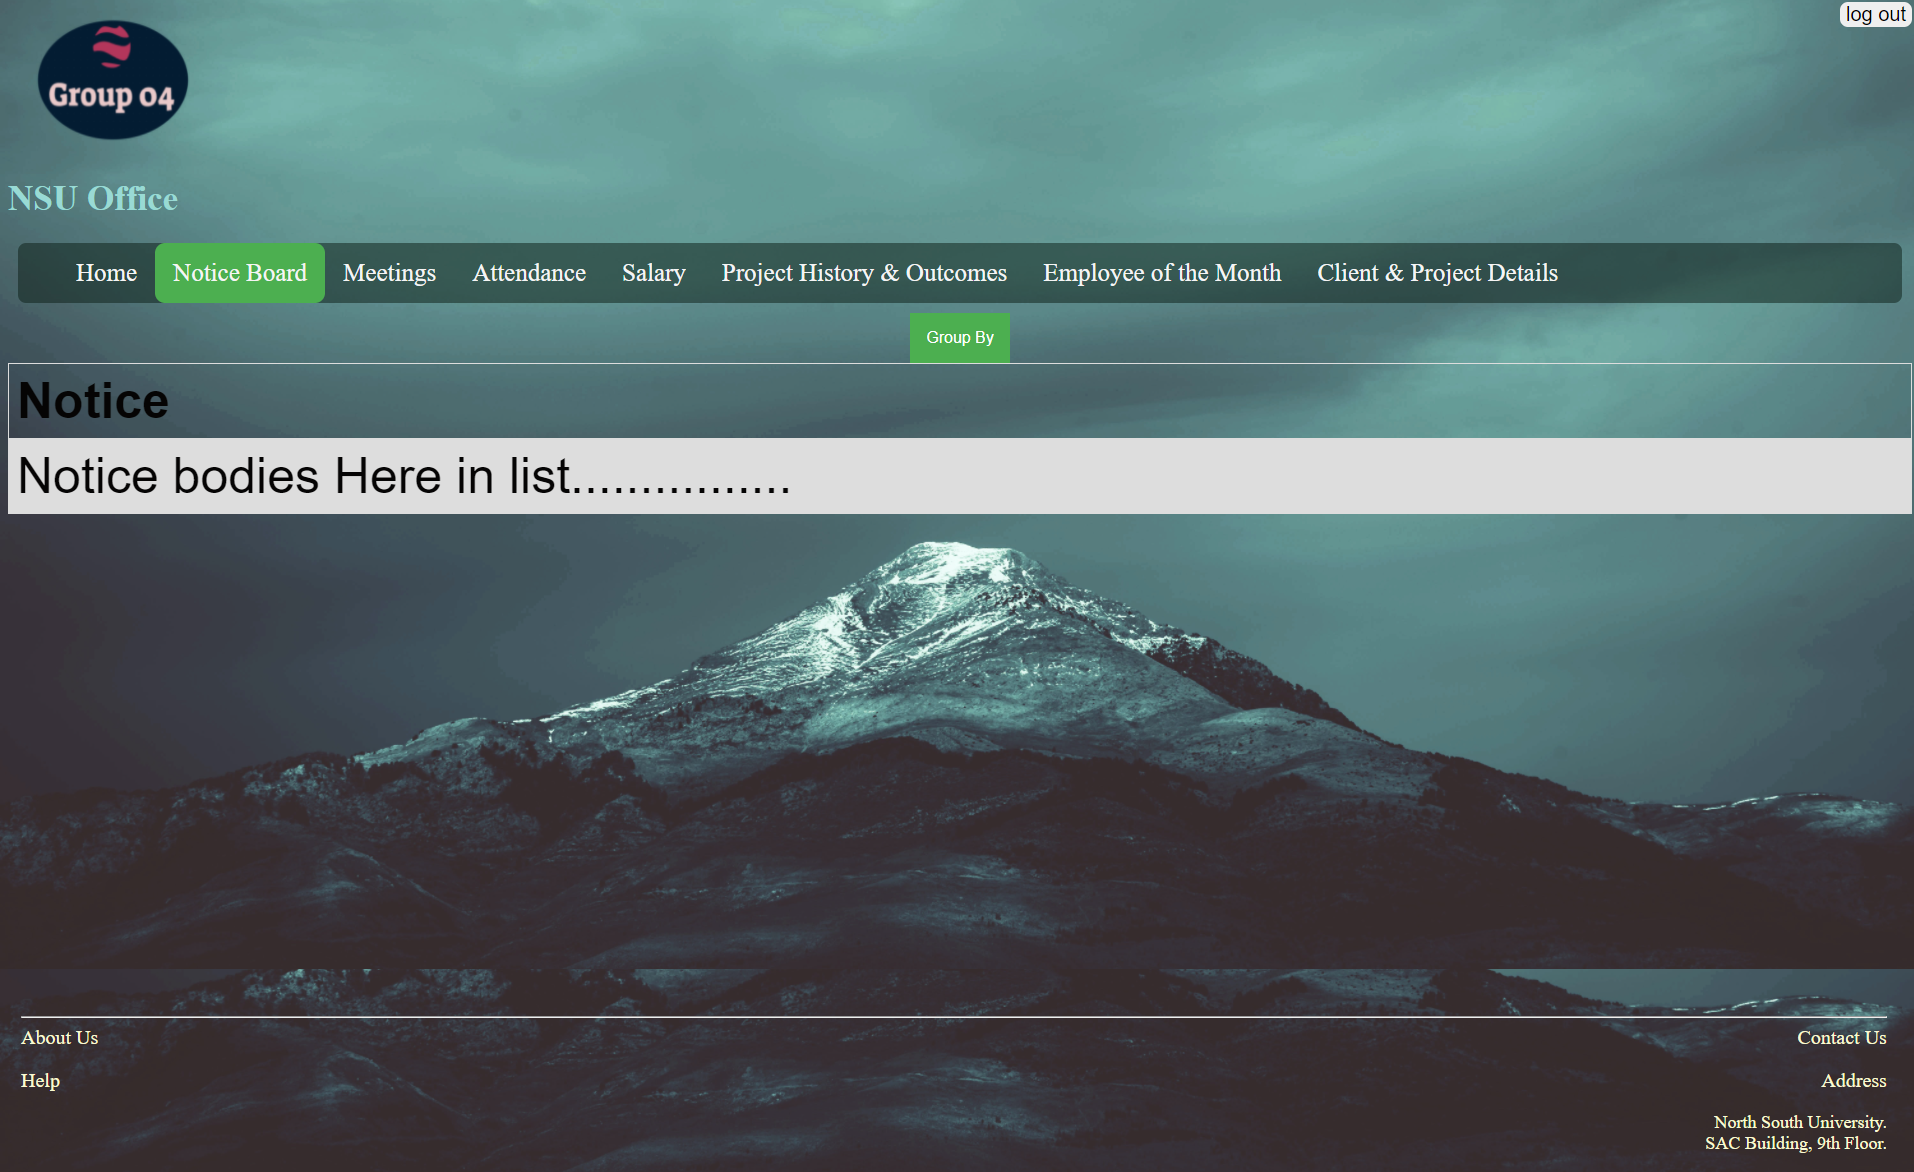 log out
Group 04
NSU Office
Home Notice Board Meetings Attendance Salary Project History & Outcomes Employee of the Month Client & Project Details
Group By
Notice
Notice bodies Here in list................
About Us
Contact Us
Help
Address
North South University.
SAC Building, 9th Floor.